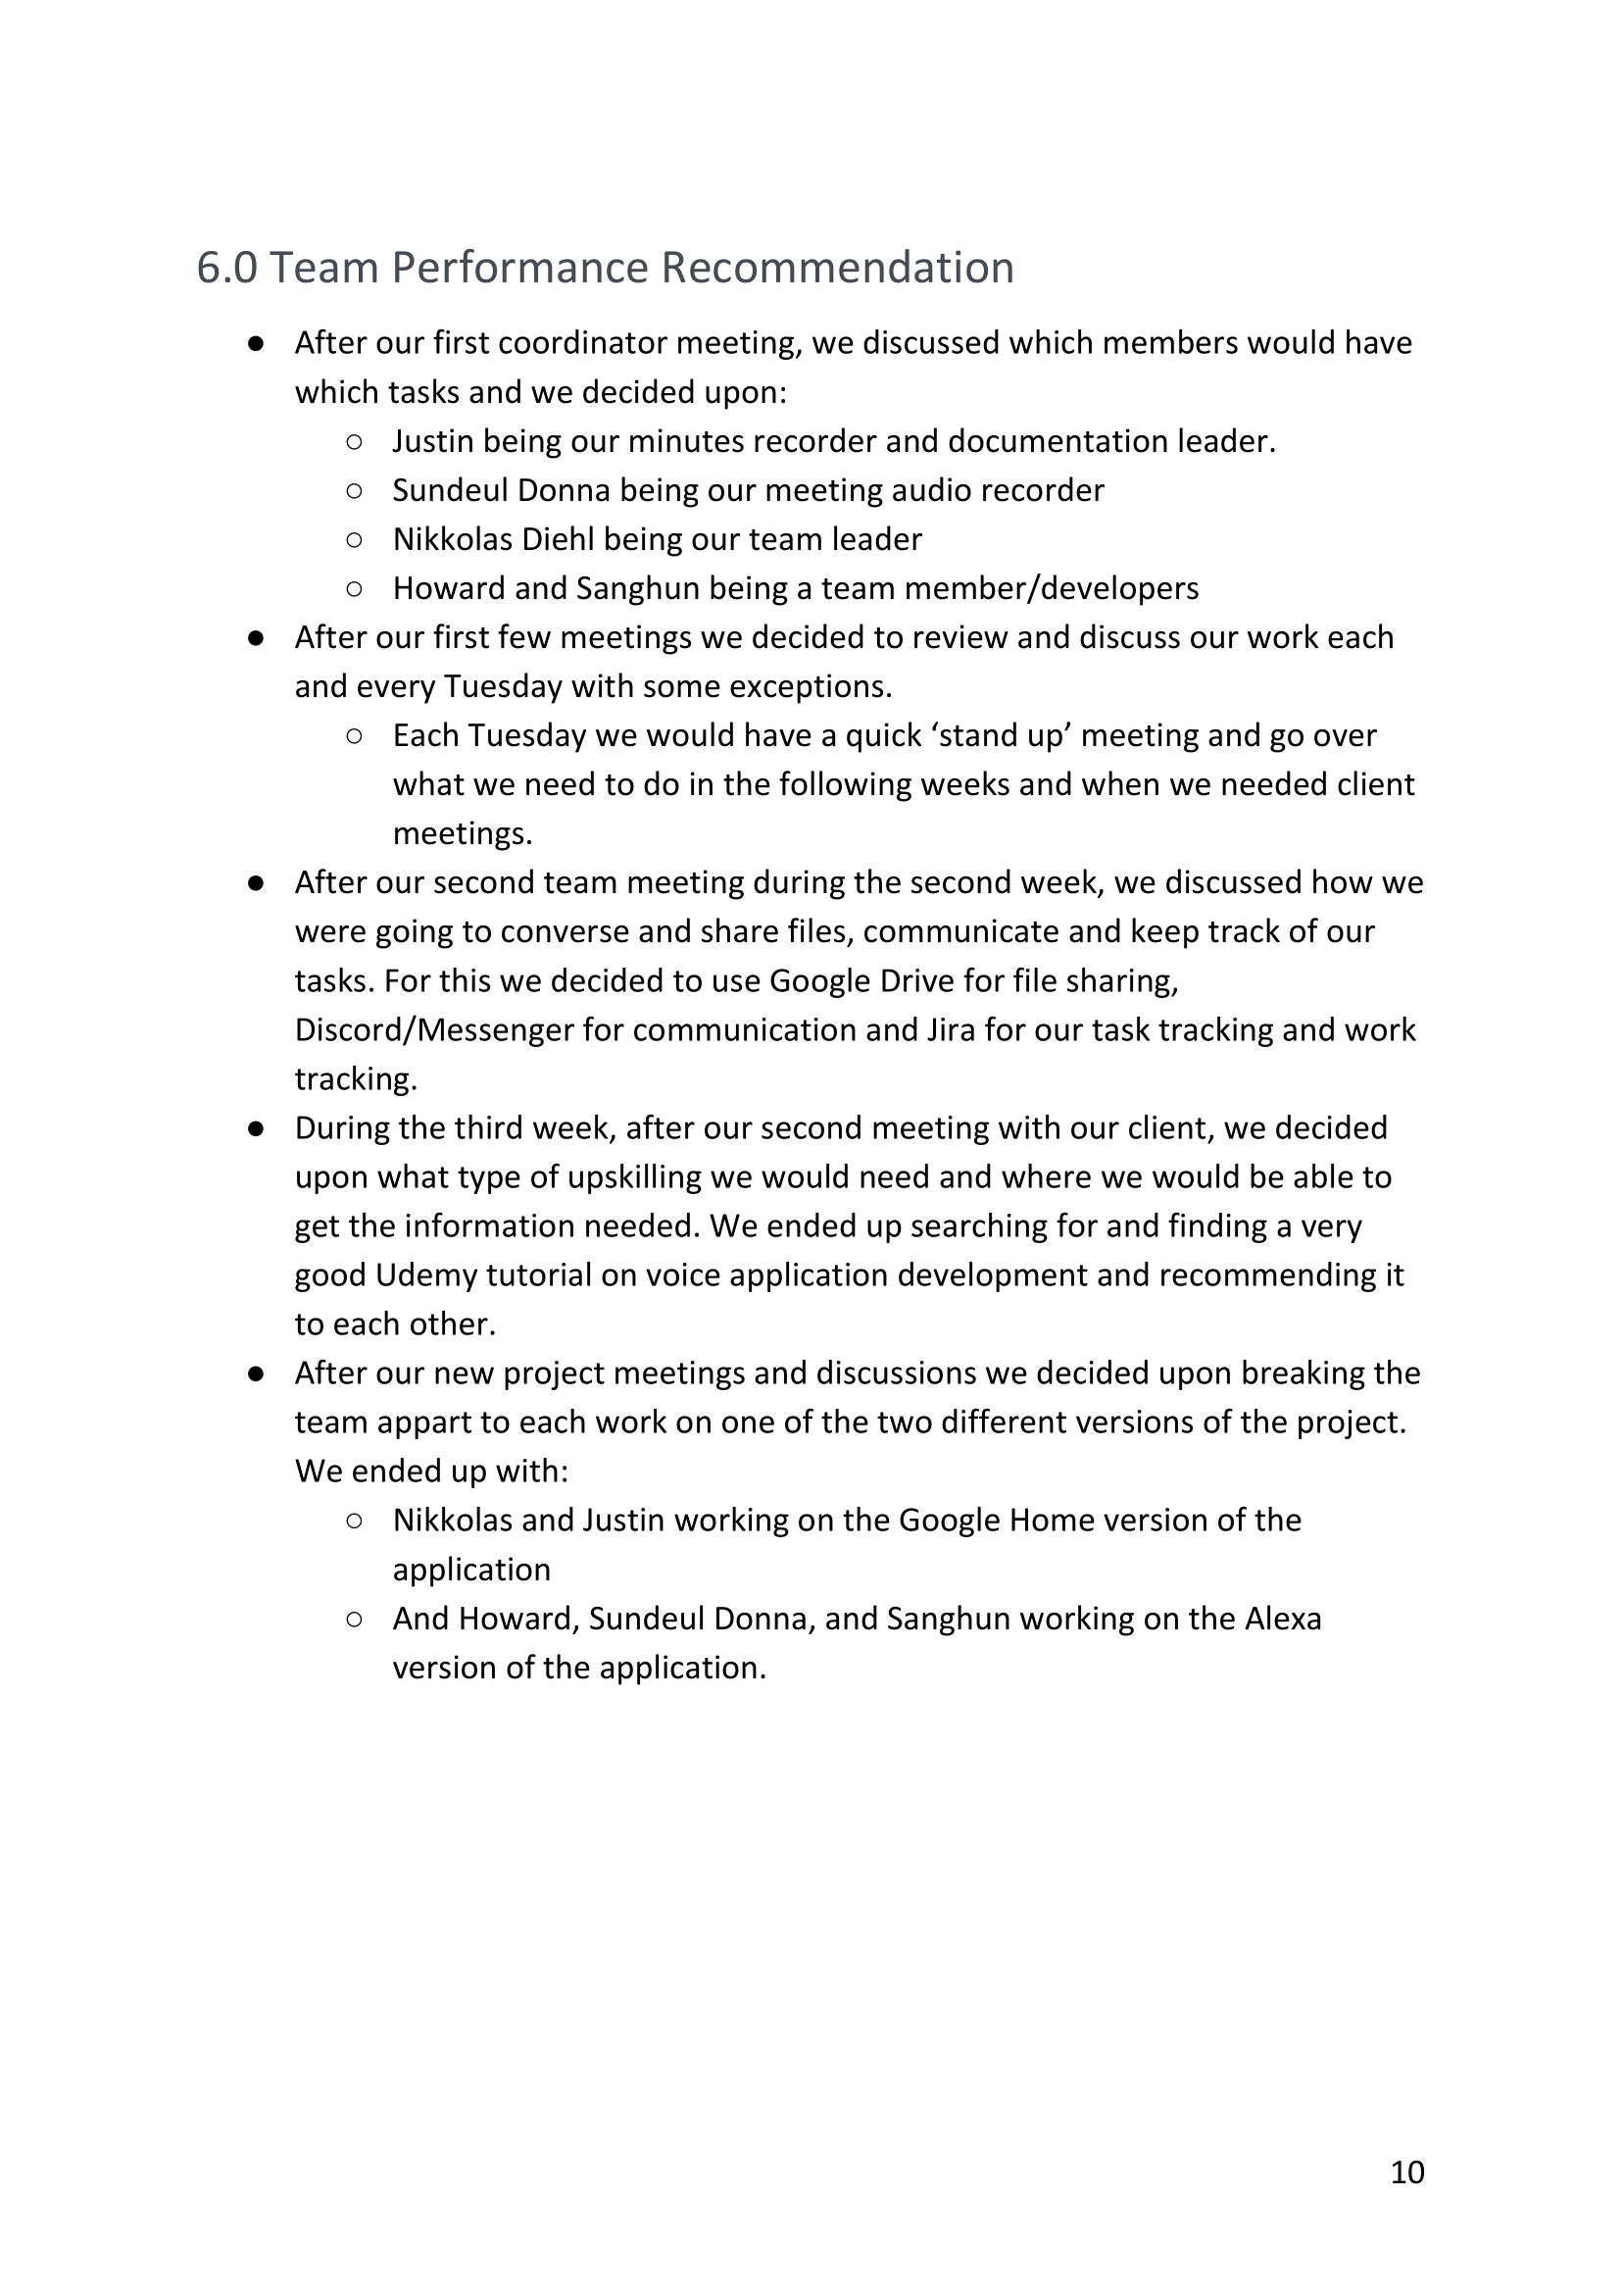 6.0 Team Performance Recommendation
● After our first coordinator meeting, we discussed which members would have
which tasks and we decided upon:
○ Justin being our minutes recorder and documentation leader.
○ Sundeul Donna being our meeting audio recorder
○ Nikkolas Diehl being our team leader
○ Howard and Sanghun being a team member/developers
● After our first few meetings we decided to review and discuss our work each
and every Tuesday with some exceptions.
○ Each Tuesday we would have a quick ‘stand up’ meeting and go over
what we need to do in the following weeks and when we needed client
meetings.
● After our second team meeting during the second week, we discussed how we
were going to converse and share files, communicate and keep track of our
tasks. For this we decided to use Google Drive for file sharing,
Discord/Messenger for communication and Jira for our task tracking and work
tracking.
● During the third week, after our second meeting with our client, we decided
upon what type of upskilling we would need and where we would be able to
get the information needed. We ended up searching for and finding a very
good Udemy tutorial on voice application development and recommending it
to each other.
● After our new project meetings and discussions we decided upon breaking the
team appart to each work on one of the two different versions of the project.
We ended up with:
○ Nikkolas and Justin working on the Google Home version of the
application
○ And Howard, Sundeul Donna, and Sanghun working on the Alexa
version of the application.
10